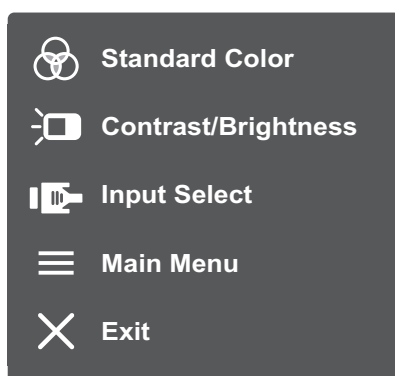 Standard Color
Contrast/Brightness
Input Select
Main Menu
Exit